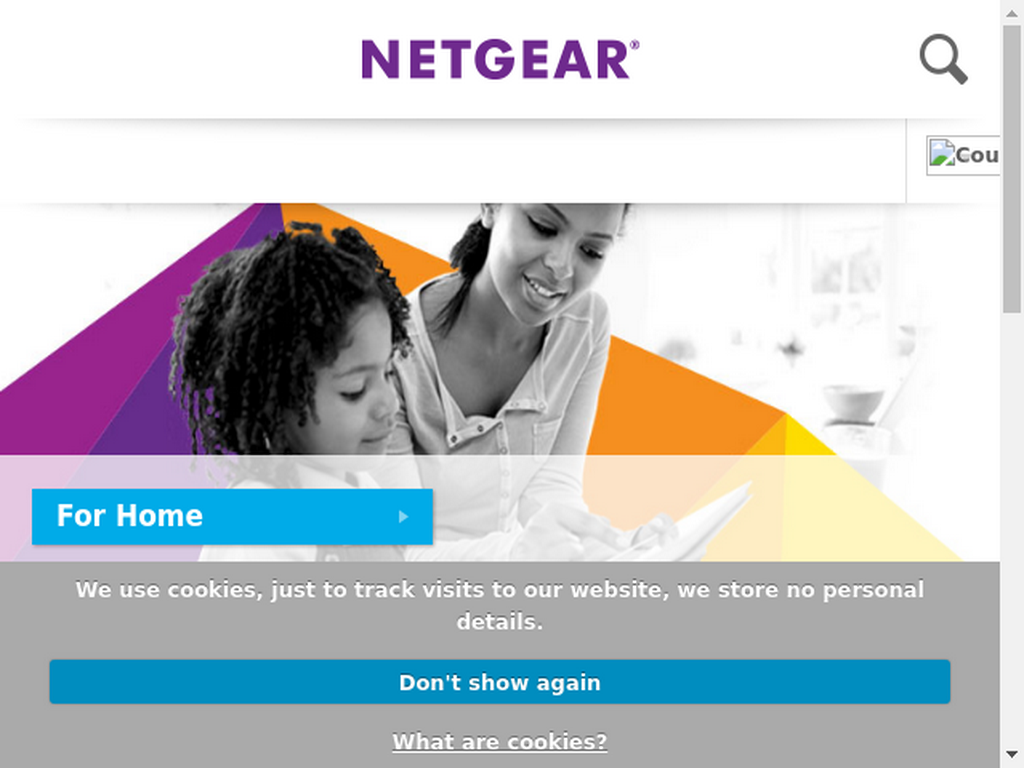 NETGEAR®
Cou
For Home
We use cookies, just to track visits to our website, we store no personal
details.
Don't show again
What are cookies?